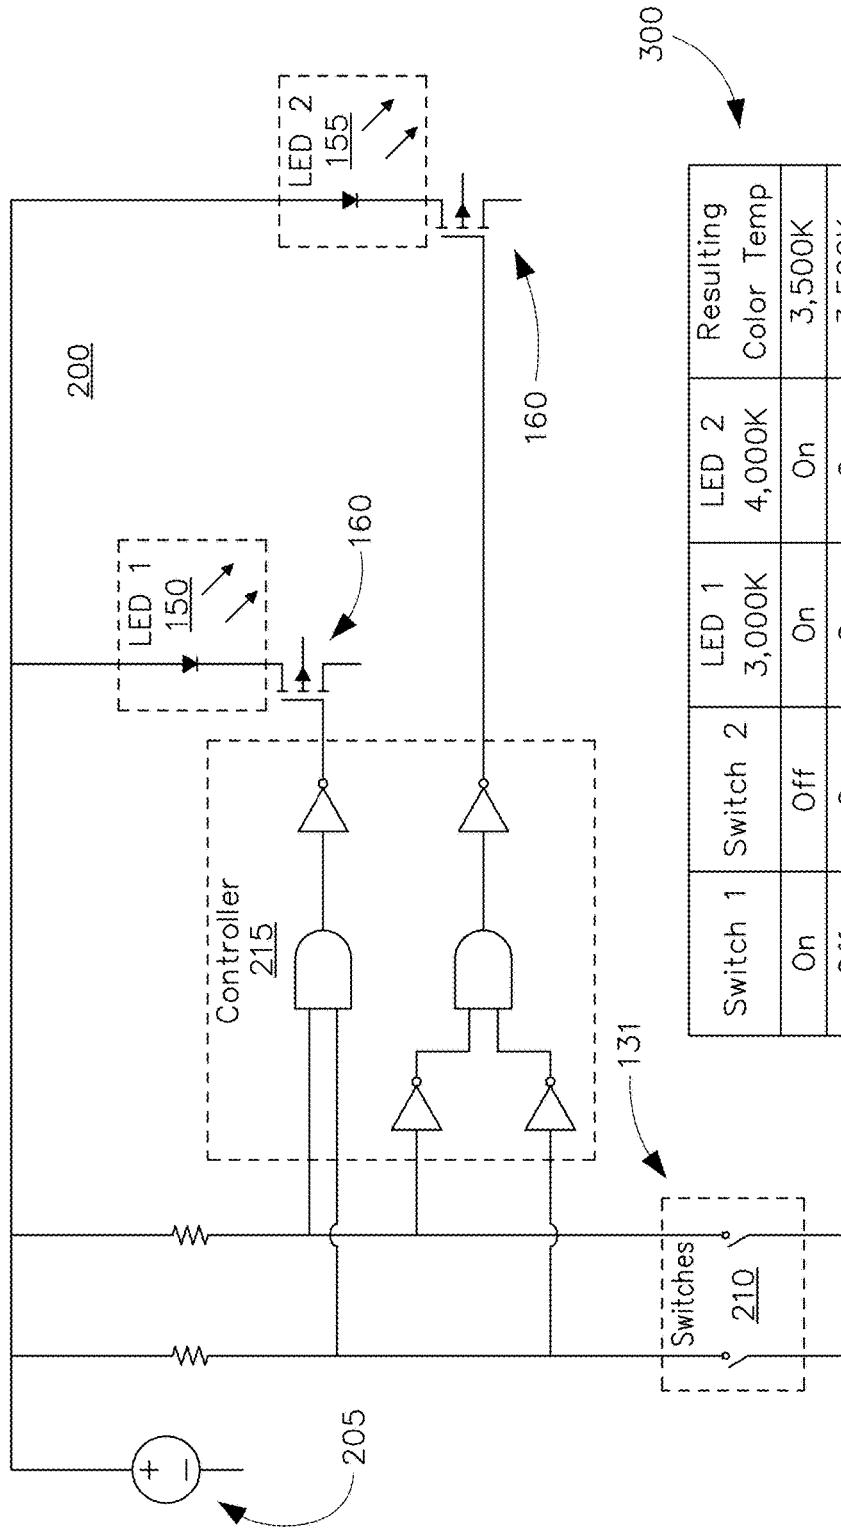 200
LED 1
150
LED 2
155
160
160
Controller
215
+
−
205
Switches
210
131
300
Switch 1 Switch 2 LED 1 3,000K LED 2 4,000K Resulting Color Temp
On Off On On 3,500K